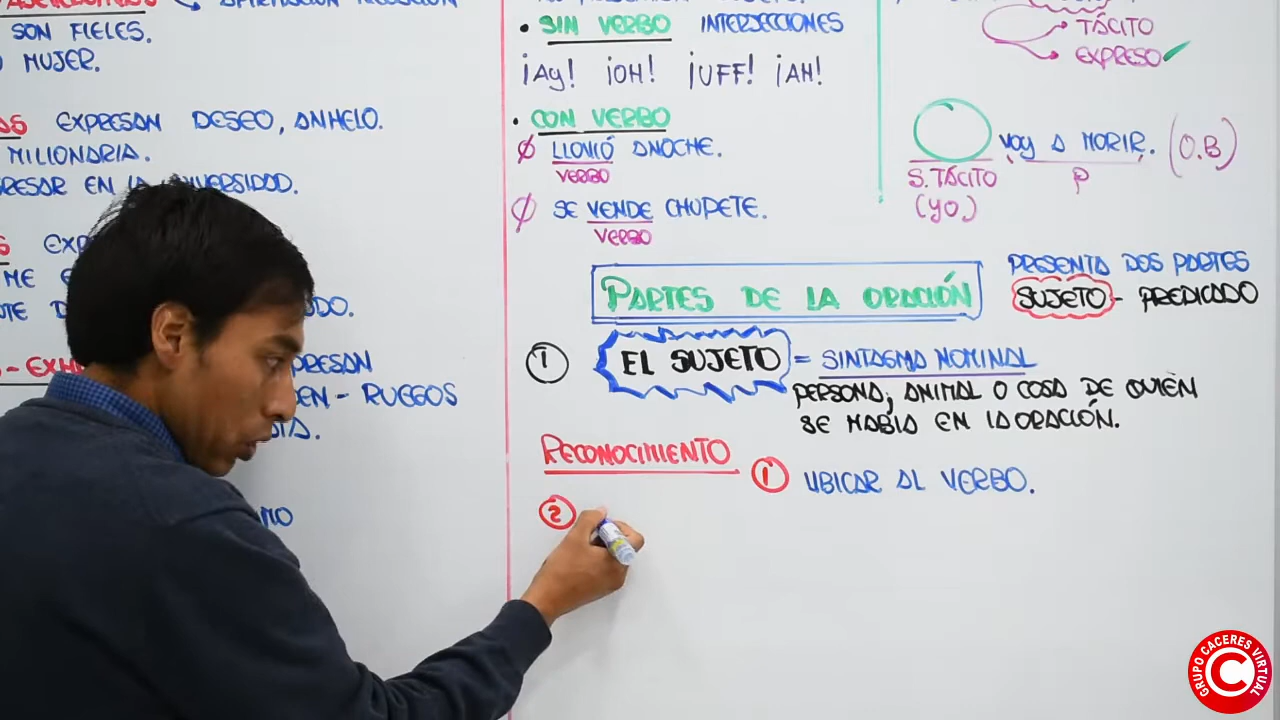 SON FIELES.
MUJER.
EXPRESAN DESEO, ANHELO.
MILLONARIA.
EN LA UNIVERSIDAD.
ME
- RUEGOS
SIN VERBO INTERJECCIONES
¡Ay! ¡OH! ¡UFF! ¡AH!
CON VERBO
∅ LLOVIÓ ANOCHE.
VERBO
∅ SE VENDE CHUPETE.
VERBO
TÁCITO
EXPRESO ✓
VOY A MORIR. (O.B)
S. TÁCITO P
(YO)
PARTES DE LA ORACIÓN
PRESENTA DOS PARTES
SUJETO - PREDICADO
1 EL SUJETO = SINTAGMA NOMINAL
PERSONA, ANIMAL O COSA DE QUIÉN
SE HABLA EN LA ORACIÓN.
RECONOCIMIENTO 1 UBICAR AL VERBO.
2
GRUPO CACERES VIRTUAL
C